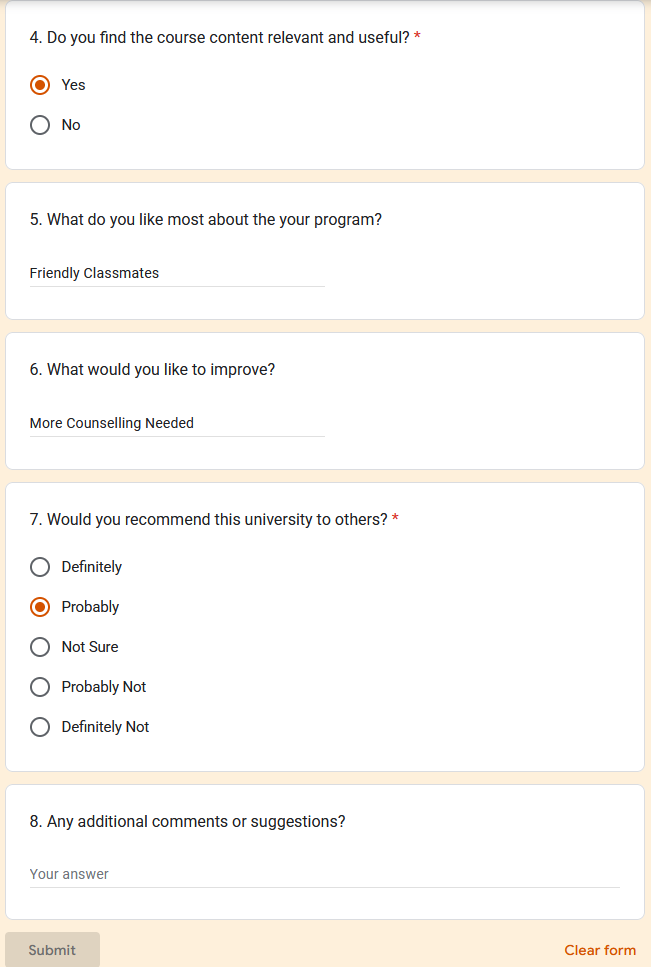 4. Do you find the course content relevant and useful? *
Yes
No
5. What do you like most about the your program?
Friendly Classmates
6. What would you like to improve?
More Counselling Needed
7. Would you recommend this university to others? *
Definitely
Probably
Not Sure
Probably Not
Definitely Not
8. Any additional comments or suggestions?
Your answer
Submit
Clear form